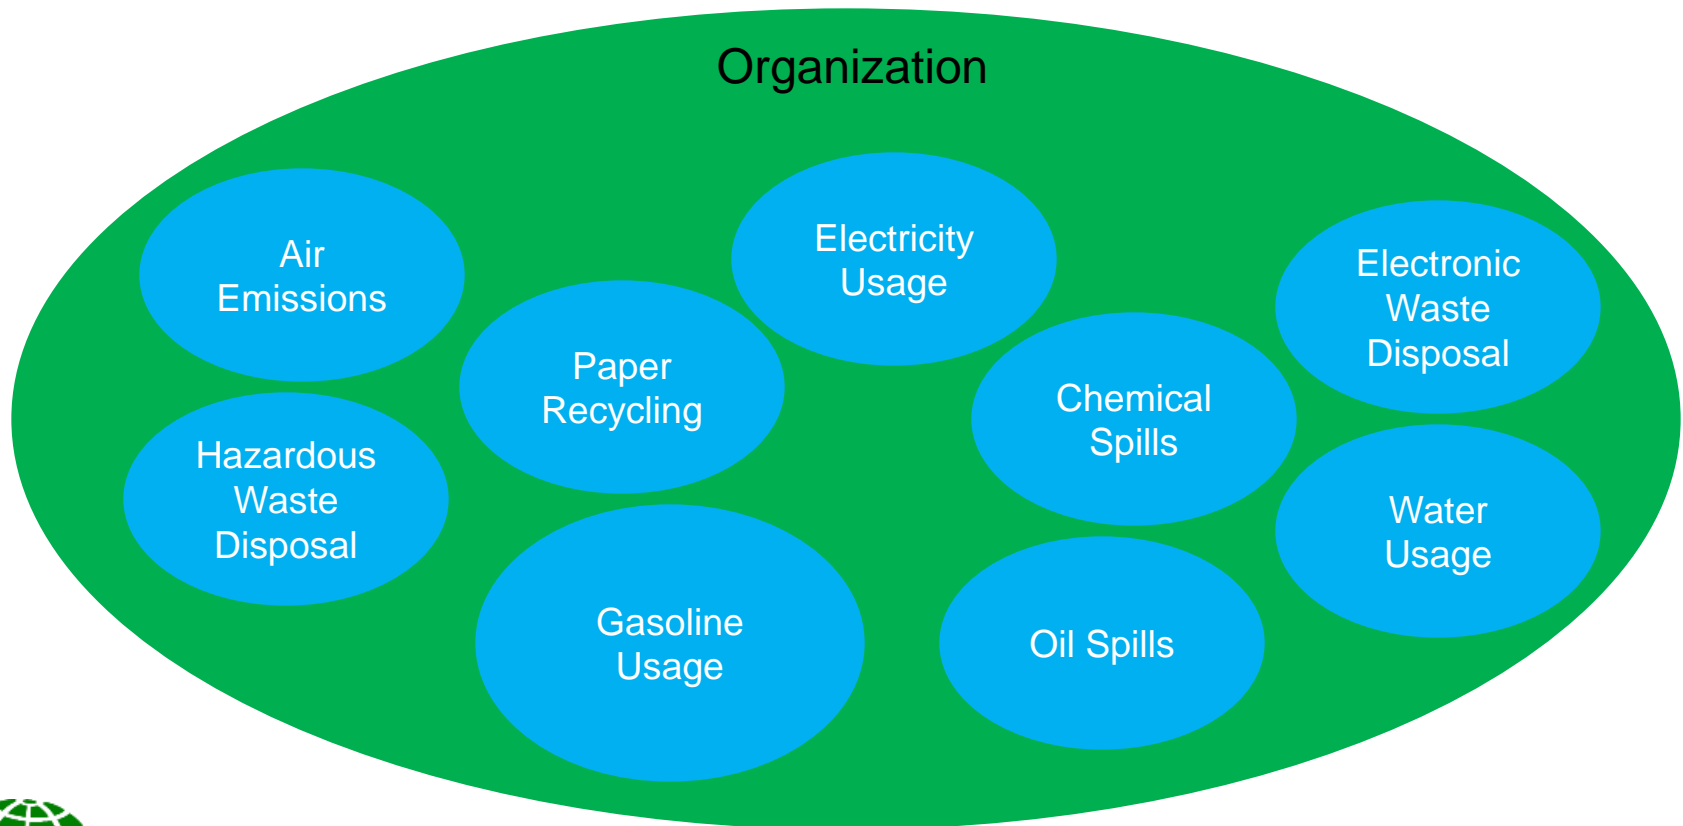 Organization
Air
Emissions
Electricity
Usage
Electronic
Waste
Disposal
Paper
Recycling
Chemical
Spills
Hazardous
Waste
Disposal
Water
Usage
Gasoline
Usage
Oil Spills